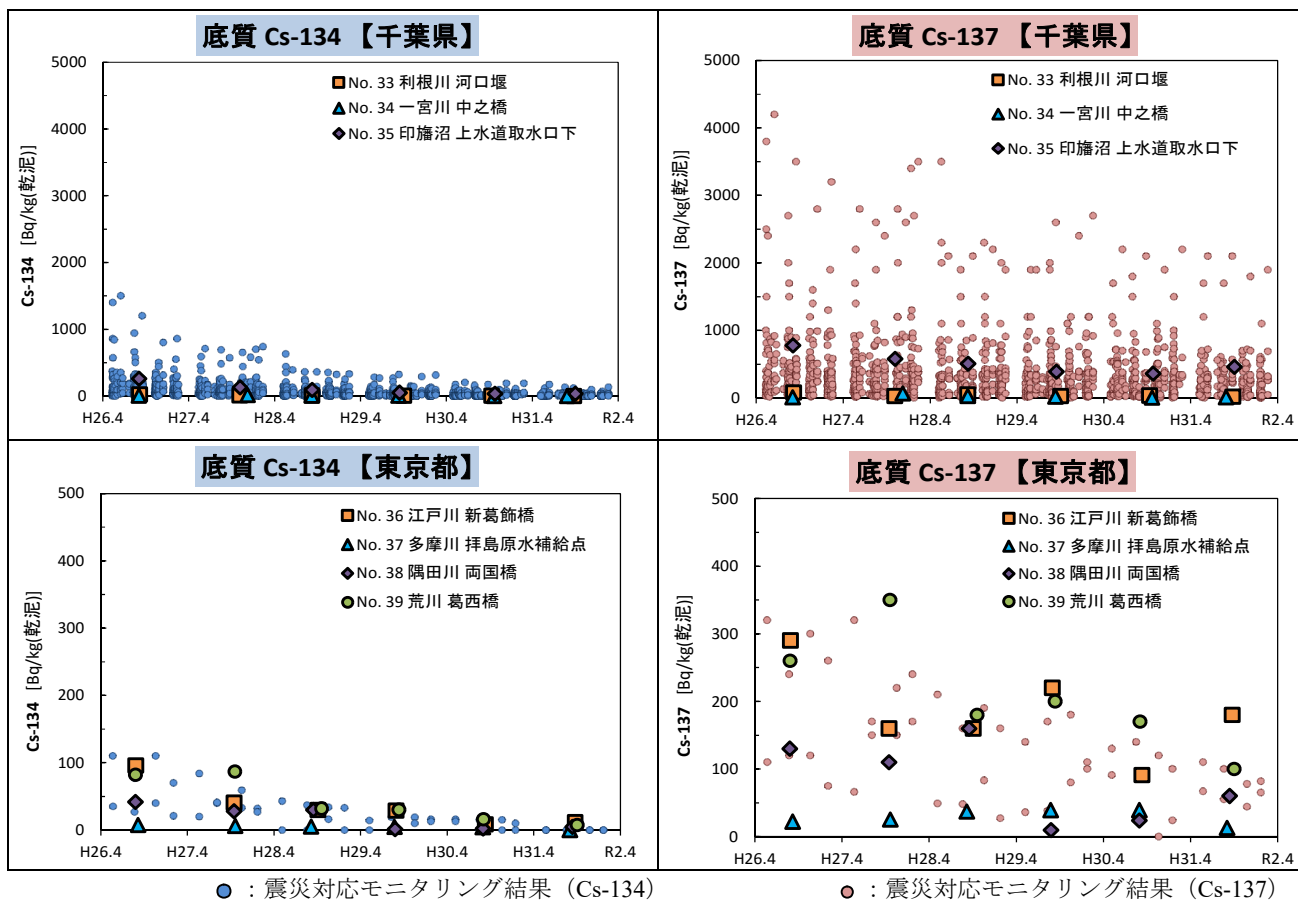 底質 Cs-134 【千葉県】
5000
4000
3000
2000
1000
0
Cs-134 [Bq/kg(乾泥)]
No. 33 利根川 河口堰
No. 34 一宮川 中之橋
No. 35 印旛沼 上水道取水口下
H26.4 H27.4 H28.4 H29.4 H30.4 H31.4 R2.4
底質 Cs-137 【千葉県】
5000
4000
3000
2000
1000
0
Cs-137 [Bq/kg(乾泥)]
No. 33 利根川 河口堰
No. 34 一宮川 中之橋
No. 35 印旛沼 上水道取水口下
H26.4 H27.4 H28.4 H29.4 H30.4 H31.4 R2.4
底質 Cs-134 【東京都】
500
400
300
200
100
0
Cs-134 [Bq/kg(乾泥)]
No. 36 江戸川 新葛飾橋
No. 37 多摩川 拝島原水補給点
No. 38 隅田川 両国橋
No. 39 荒川 葛西橋
H26.4 H27.4 H28.4 H29.4 H30.4 H31.4 R2.4
底質 Cs-137 【東京都】
500
400
300
200
100
0
Cs-137 [Bq/kg(乾泥)]
No. 36 江戸川 新葛飾橋
No. 37 多摩川 拝島原水補給点
No. 38 隅田川 両国橋
No. 39 荒川 葛西橋
H26.4 H27.4 H28.4 H29.4 H30.4 H31.4 R2.4
：震災対応モニタリング結果（Cs-134）
：震災対応モニタリング結果（Cs-137）